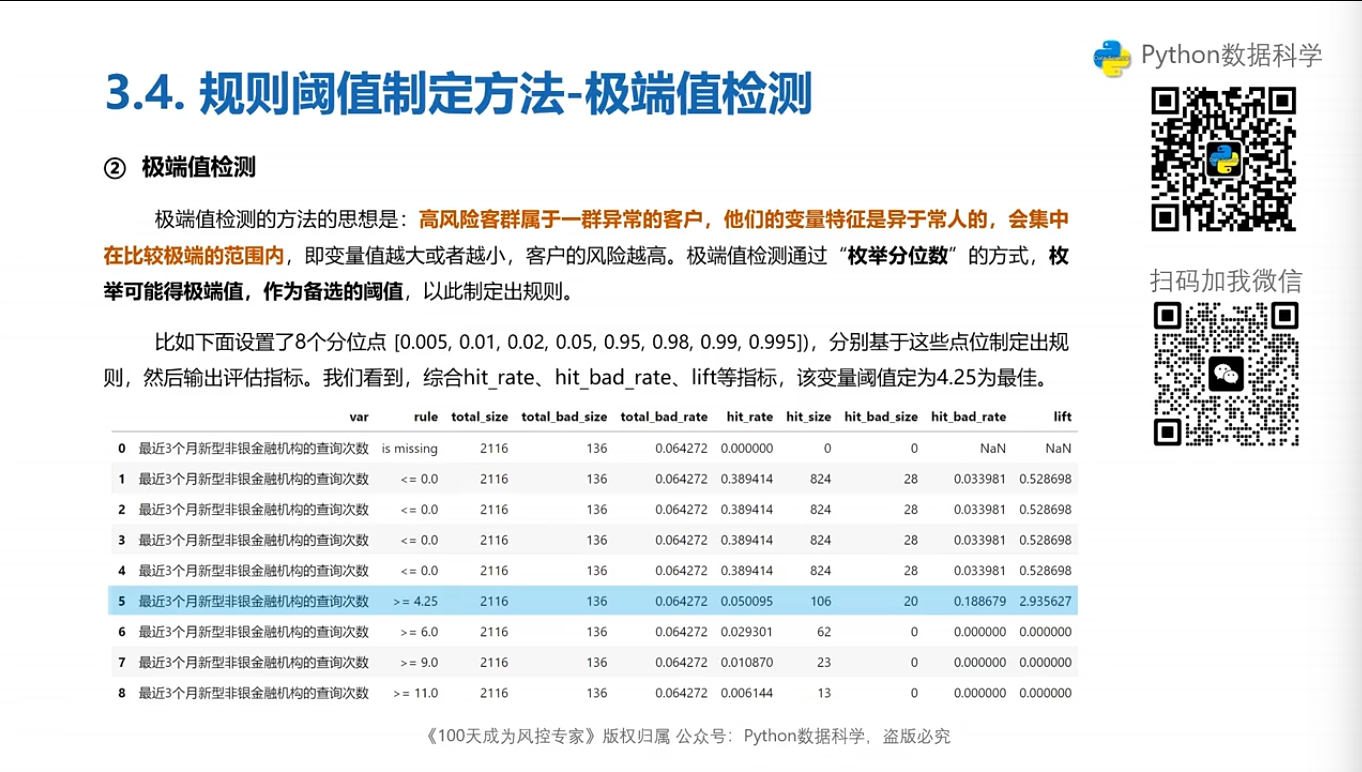 Python数据科学
3.4. 规则阈值制定方法-极端值检测
② 极端值检测
扫码加我微信
极端值检测的方法的思想是：高风险客群属于一群异常的客户，他们的变量特征是异于常人的，会集中
在比较极端的范围内，即变量值越大或者越小，客户的风险越高。极端值检测通过“枚举分位数”的方式，枚
举可能得极端值，作为备选的阈值，以此制定出规则。
比如下面设置了8个分位点 [0.005, 0.01, 0.02, 0.05, 0.95, 0.98, 0.99, 0.995])，分别基于这些点位制定出规
则，然后输出评估指标。我们看到，综合hit_rate、hit_bad_rate、lift等指标，该变量阈值定为4.25为最佳。
var rule total_size total_bad_size total_bad_rate hit_rate hit_size hit_bad_size hit_bad_rate lift
0 最近3个月新型非银金融机构的查询次数 is missing 2116 136 0.064272 0.000000 0 0 NaN NaN
1 最近3个月新型非银金融机构的查询次数 <= 0.0 2116 136 0.064272 0.389414 824 28 0.033981 0.528698
2 最近3个月新型非银金融机构的查询次数 <= 0.0 2116 136 0.064272 0.389414 824 28 0.033981 0.528698
3 最近3个月新型非银金融机构的查询次数 <= 0.0 2116 136 0.064272 0.389414 824 28 0.033981 0.528698
4 最近3个月新型非银金融机构的查询次数 <= 0.0 2116 136 0.064272 0.389414 824 28 0.033981 0.528698
5 最近3个月新型非银金融机构的查询次数 >= 4.25 2116 136 0.064272 0.050095 106 20 0.188679 2.935627
6 最近3个月新型非银金融机构的查询次数 >= 6.0 2116 136 0.064272 0.029301 62 0 0.000000 0.000000
7 最近3个月新型非银金融机构的查询次数 >= 9.0 2116 136 0.064272 0.010870 23 0 0.000000 0.000000
8 最近3个月新型非银金融机构的查询次数 >= 11.0 2116 136 0.064272 0.006144 13 0 0.000000 0.000000
《100天成为风控专家》版权归属 公众号：Python数据科学，盗版必究